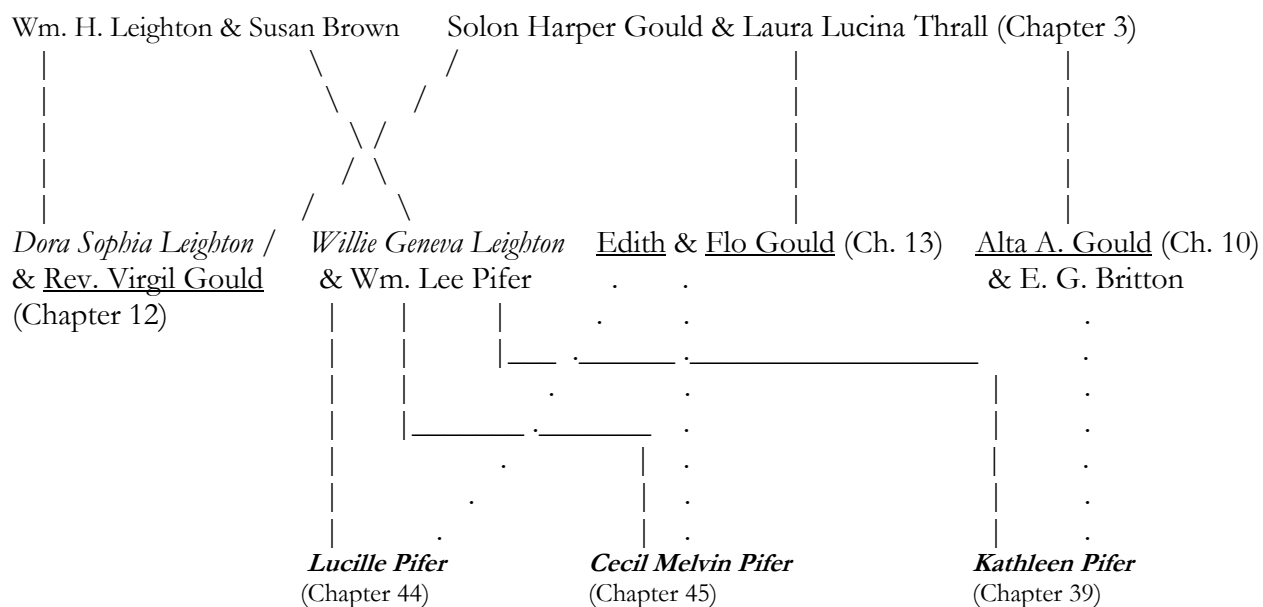 Wm. H. Leighton & Susan Brown Solon Harper Gould & Laura Lucina Thrall (Chapter 3)
Dora Sophia Leighton / Willie Geneva Leighton Edith & Flo Gould (Ch. 13) Alta A. Gould (Ch. 10)
& Rev. Virgil Gould & Wm. Lee Pifer & E. G. Britton
(Chapter 12)
Lucille Pifer Cecil Melvin Pifer Kathleen Pifer
(Chapter 44) (Chapter 45) (Chapter 39)